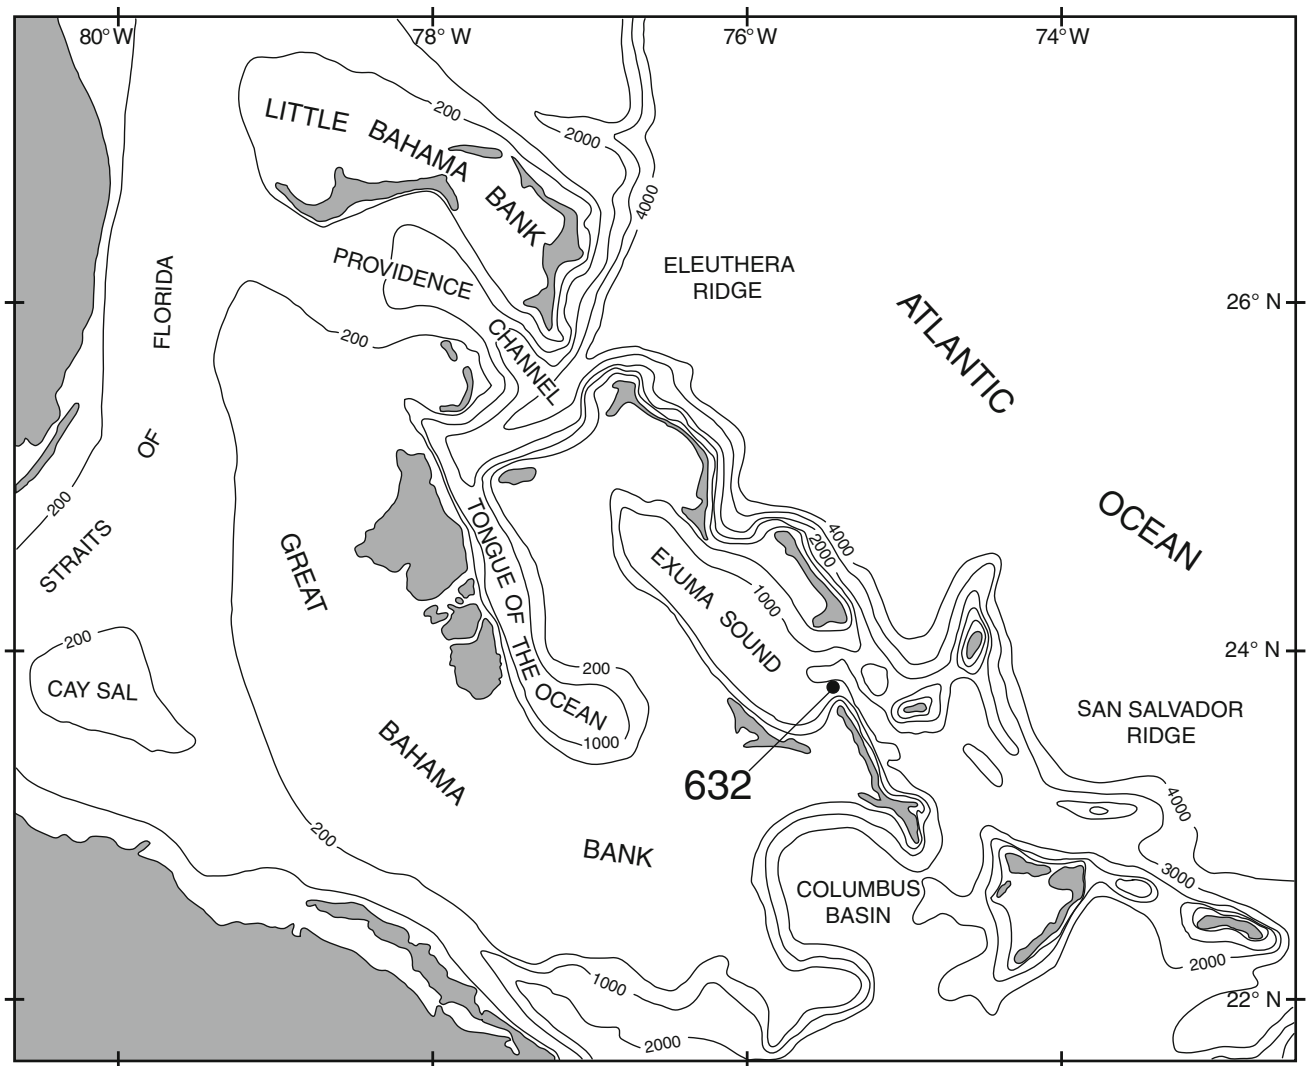 80° W
78° W
76° W
74° W
LITTLE BAHAMA BANK
200
2000
4000
PROVIDENCE
CHANNEL
ELEUTHERA
RIDGE
ATLANTIC
OCEAN
26° N
FLORIDA
OF
STRAITS
200
200
GREAT
TONGUE OF THE
OCEAN
EXUMA SOUND
1000
2000
4000
200
1000
24° N
200
CAY SAL
BAHAMA
BANK
632
SAN SALVADOR
RIDGE
4000
3000
200
COLUMBUS
BASIN
2000
1000
2000
22° N